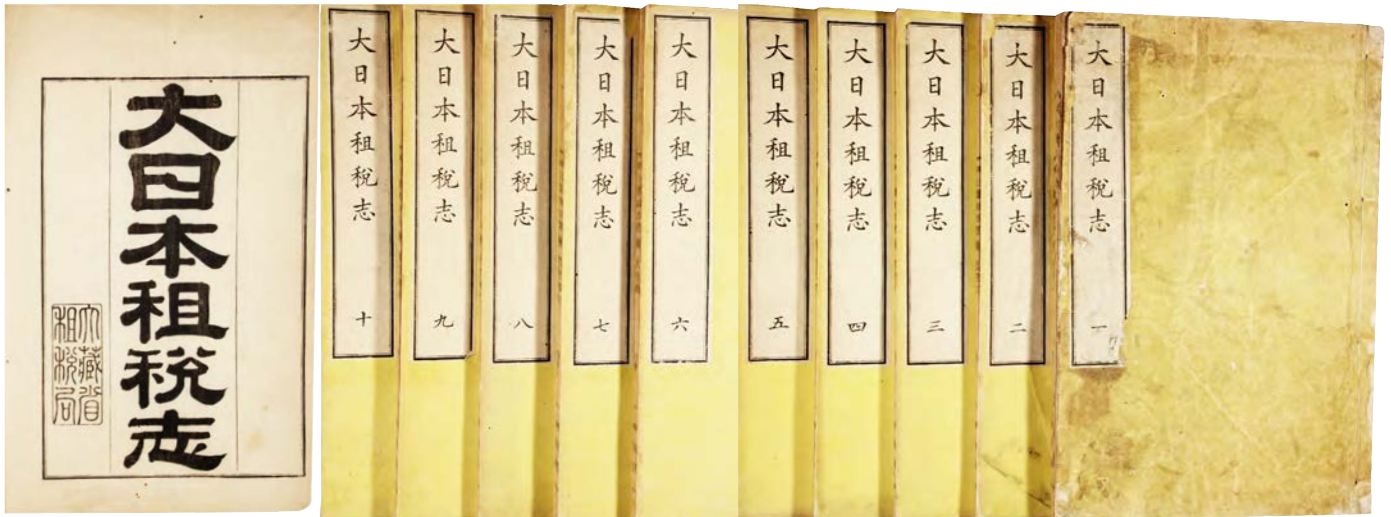 大日本租税志
大藏省
租税局
大日本租税志 十
大日本租税志 九
大日本租税志 八
大日本租税志 七
大日本租税志 六
大日本租税志 五
大日本租税志 四
大日本租税志 三
大日本租税志 二
大日本租税志 一